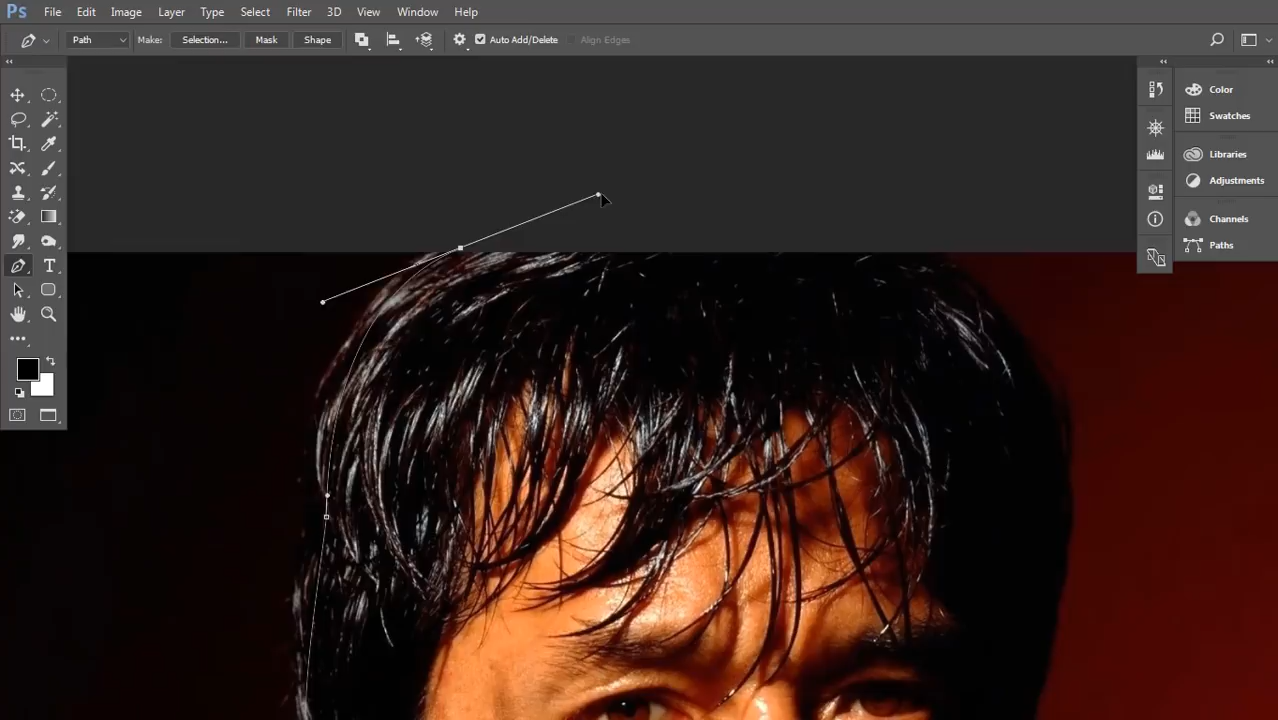 Ps File Edit Image Layer Type Select Filter 3D View Window Help
Path Make: Selection... Mask Shape Auto Add/Delete Align Edges
Color
Swatches
Libraries
Adjustments
Channels
Paths
T